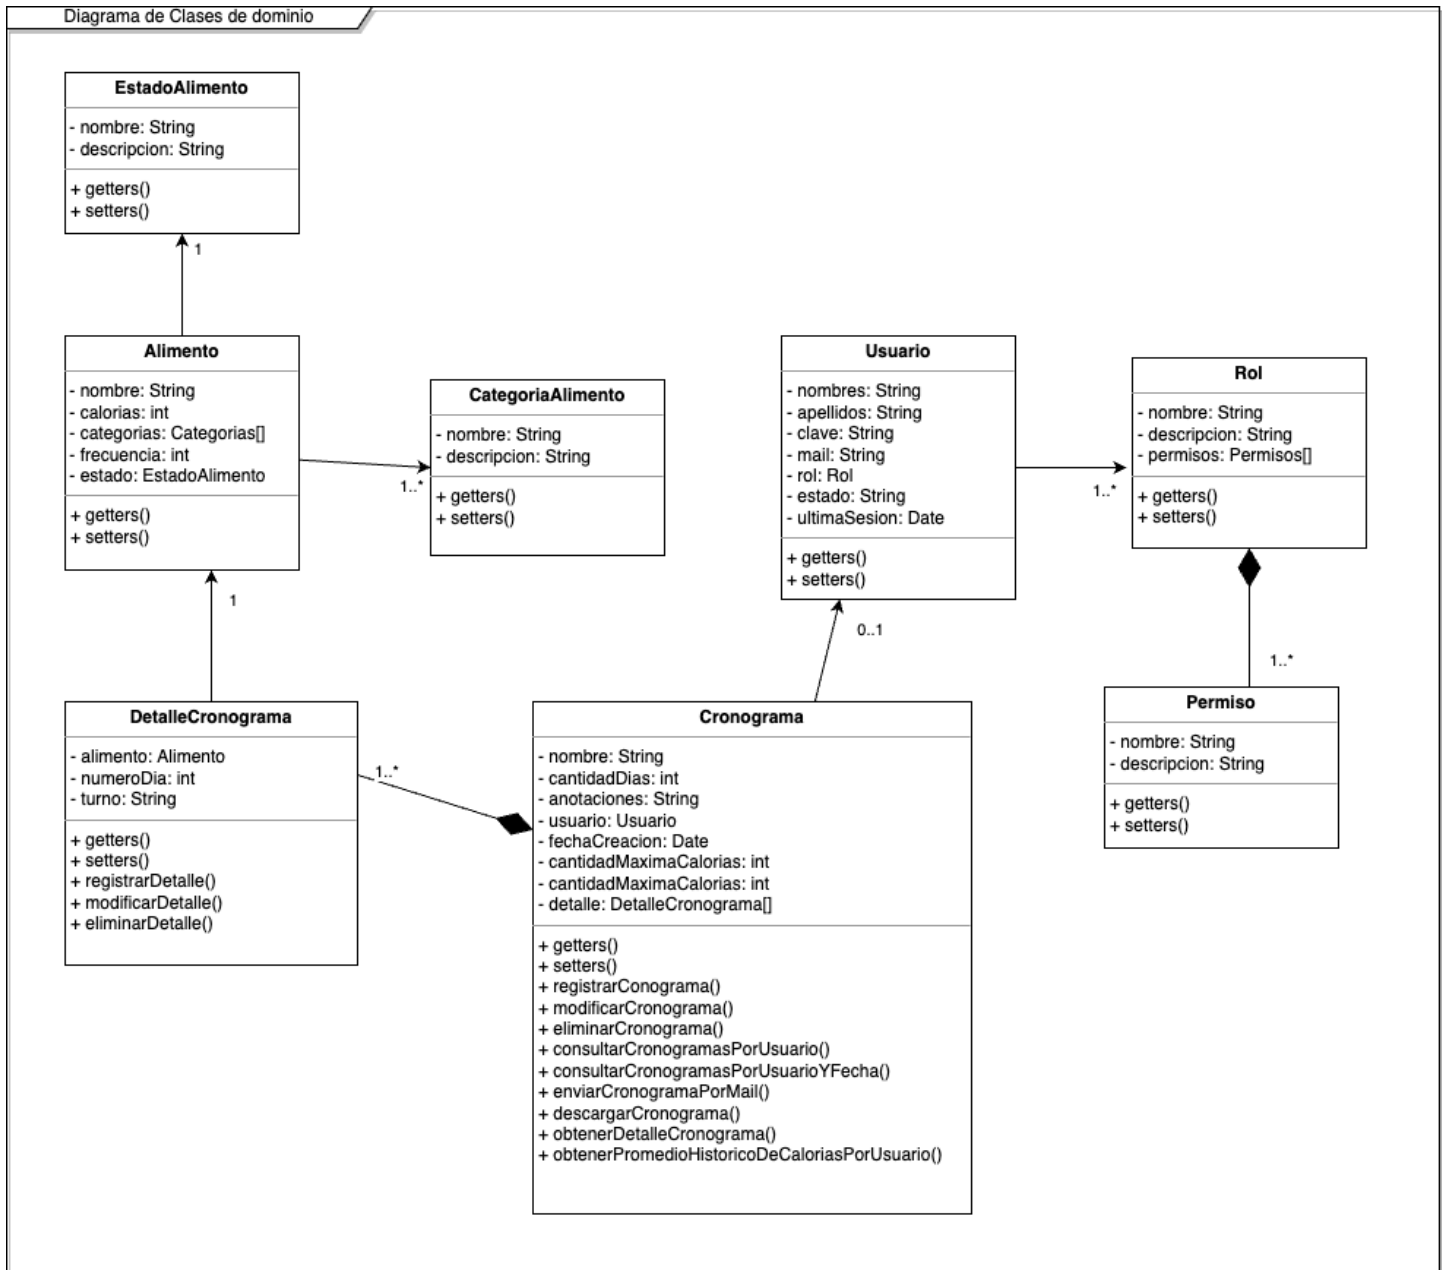 Diagrama de Clases de dominio
EstadoAlimento
- nombre: String
- descripcion: String
+ getters()
+ setters()
1
Alimento
- nombre: String
- calorias: int
- categorias: Categorias[]
- frecuencia: int
- estado: EstadoAlimento
+ getters()
+ setters()
1..*
CategoriaAlimento
- nombre: String
- descripcion: String
+ getters()
+ setters()
Usuario
- nombres: String
- apellidos: String
- clave: String
- mail: String
- rol: Rol
- estado: String
- ultimaSesion: Date
+ getters()
+ setters()
1..*
Rol
- nombre: String
- descripcion: String
- permisos: Permisos[]
+ getters()
+ setters()
1
0..1
1..*
DetalleCronograma
- alimento: Alimento
- numeroDia: int
- turno: String
+ getters()
+ setters()
+ registrarDetalle()
+ modificarDetalle()
+ eliminarDetalle()
1..*
Cronograma
- nombre: String
- cantidadDias: int
- anotaciones: String
- usuario: Usuario
- fechaCreacion: Date
- cantidadMaximaCalorias: int
- cantidadMaximaCalorias: int
- detalle: DetalleCronograma[]
+ getters()
+ setters()
+ registrarConograma()
+ modificarCronograma()
+ eliminarCronograma()
+ consultarCronogramasPorUsuario()
+ consultarCronogramasPorUsuarioYFecha()
+ enviarCronogramaPorMail()
+ descargarCronograma()
+ obtenerDetalleCronograma()
+ obtenerPromedioHistoricoDeCaloriasPorUsuario()
Permiso
- nombre: String
- descripcion: String
+ getters()
+ setters()